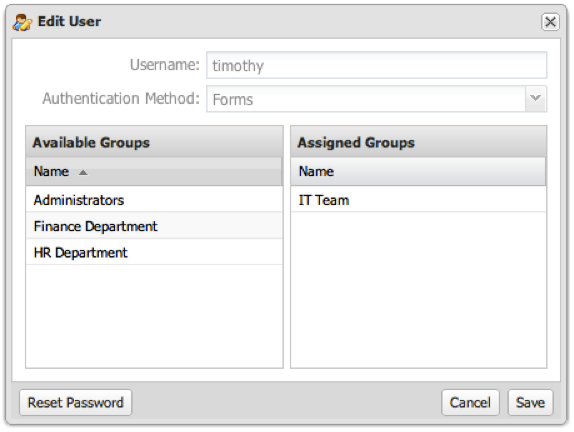 Edit User
Username: timothy
Authentication Method: Forms
Available Groups
Name
Administrators
Finance Department
HR Department
Assigned Groups
Name
IT Team
Reset Password Cancel Save